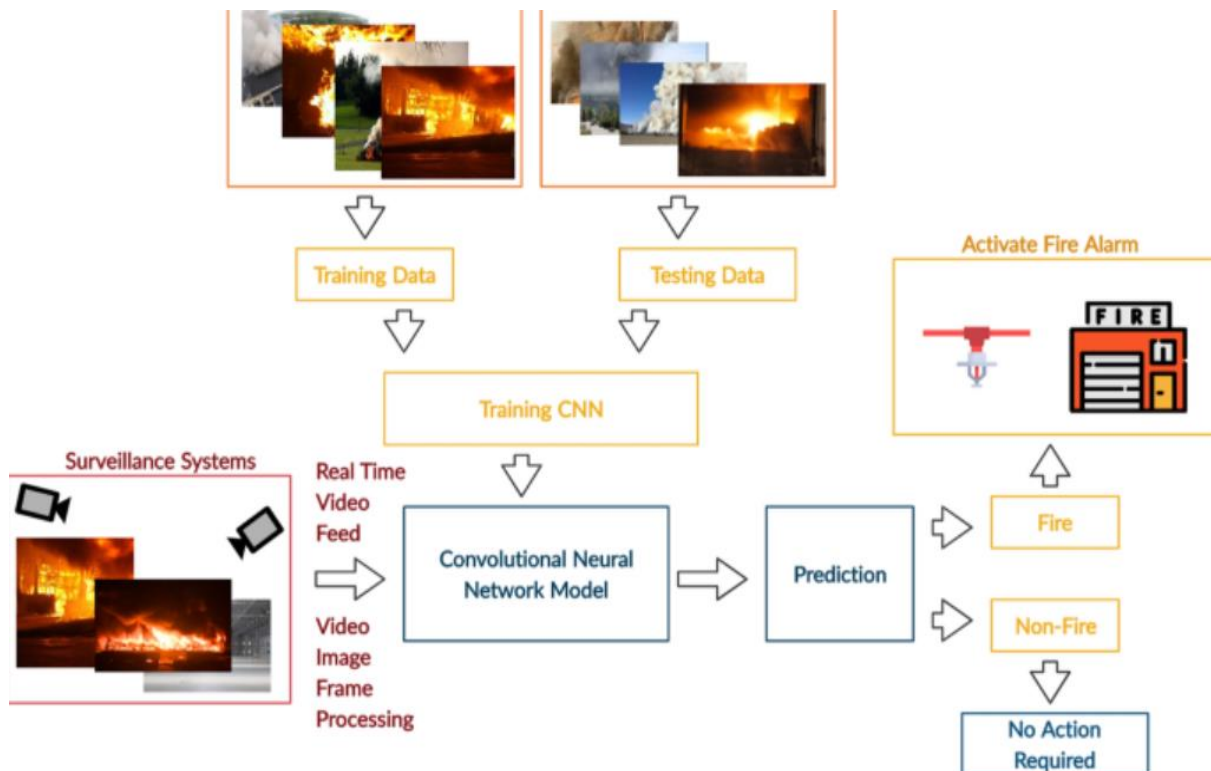 Training Data
Testing Data
Activate Fire Alarm
FIRE
Training CNN
Surveillance Systems
Real Time
Video
Feed
Video
Image
Frame
Processing
Convolutional Neural
Network Model
Prediction
Fire
Non-Fire
No Action
Required